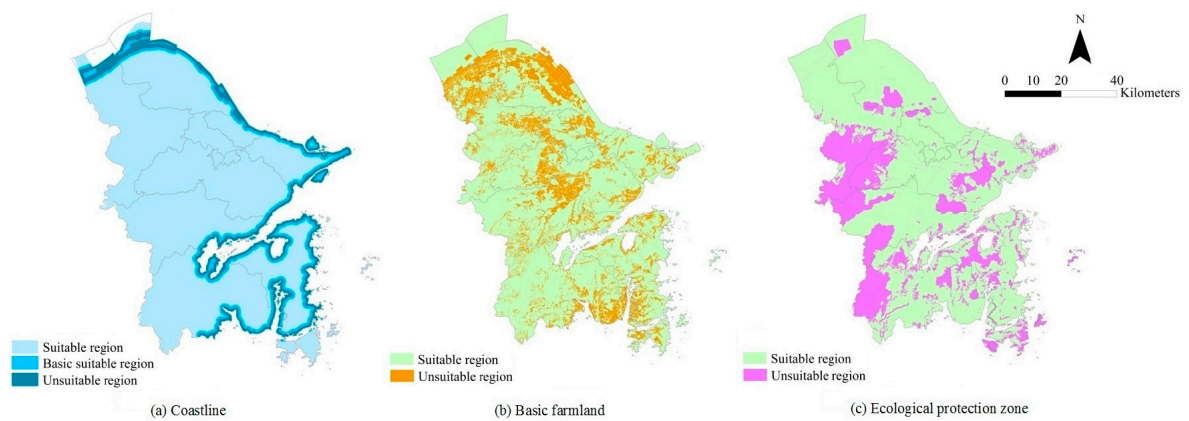 N
0 10 20 40
Kilometers
Suitable region
Basic suitable region
Unsuitable region
Suitable region
Unsuitable region
Suitable region
Unsuitable region
(a) Coastline
(b) Basic farmland
(c) Ecological protection zone